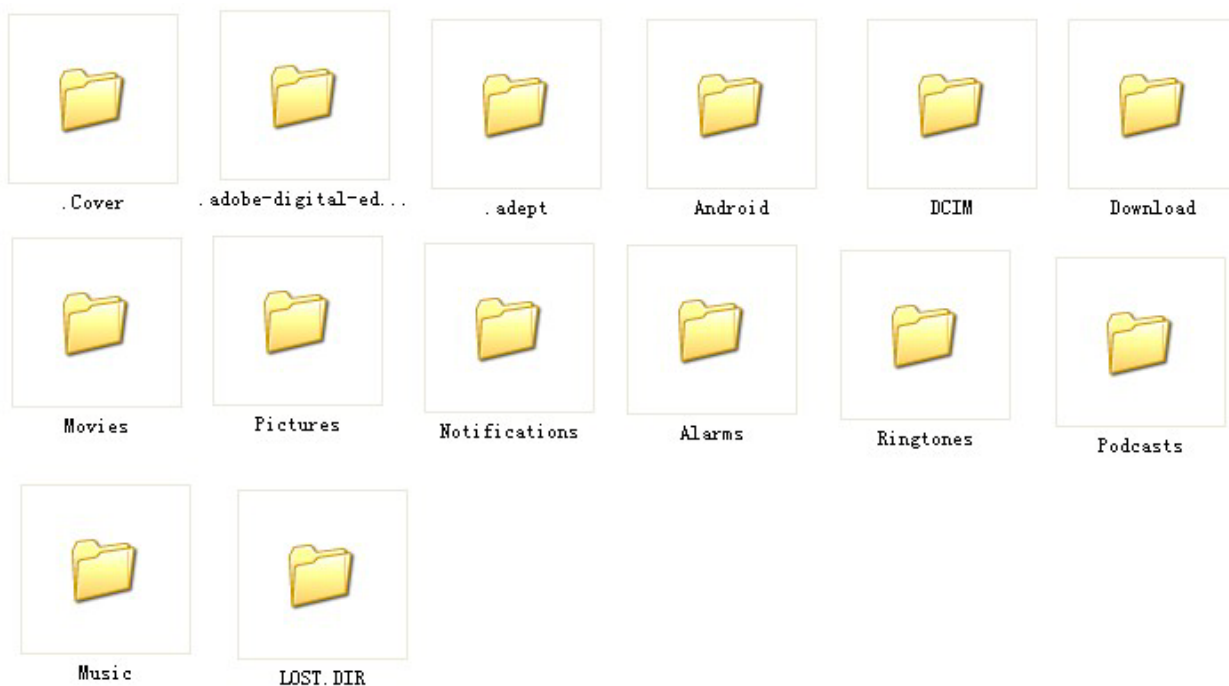 .Cover
.adobe-digital-ed...
.adept
Android
DCIM
Download
Movies
Pictures
Notifications
Alarms
Ringtones
Podcasts
Music
LOST.DIR